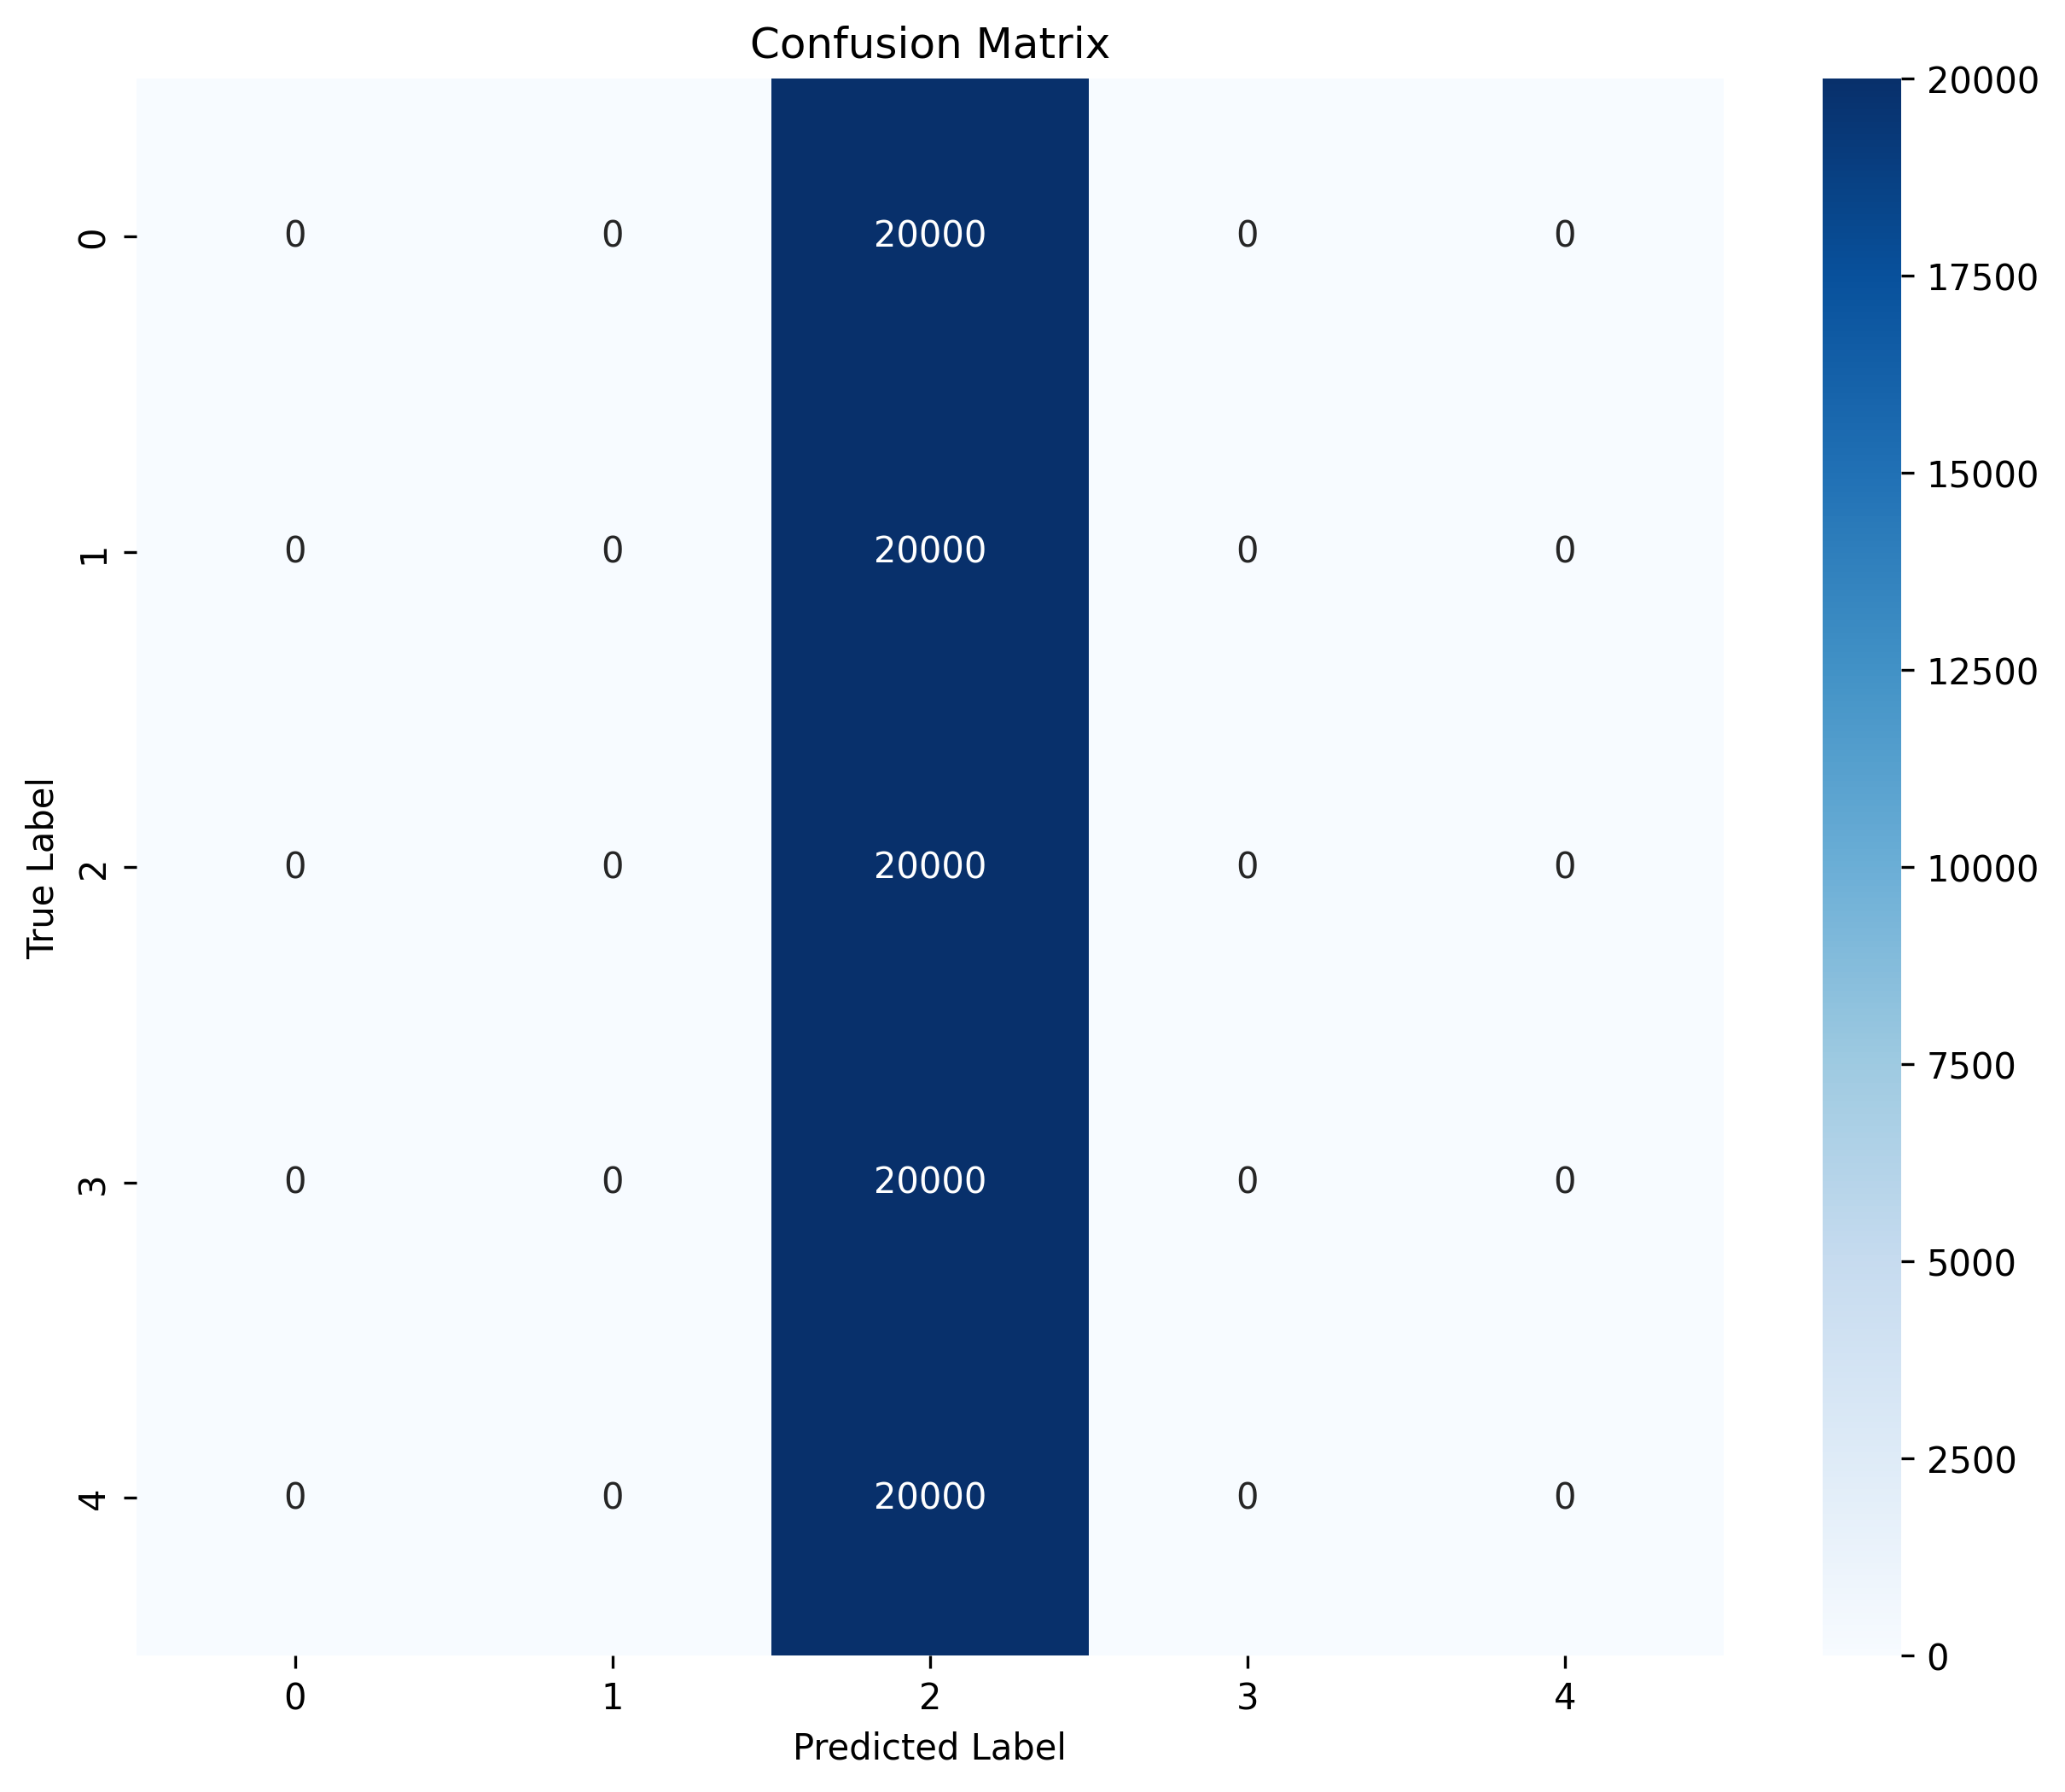 Confusion Matrix
True Label
0 0 0 20000 0 0
1 0 0 20000 0 0
2 0 0 20000 0 0
3 0 0 20000 0 0
4 0 0 20000 0 0
0 1 2 3 4
Predicted Label
20000
17500
15000
12500
10000
7500
5000
2500
0